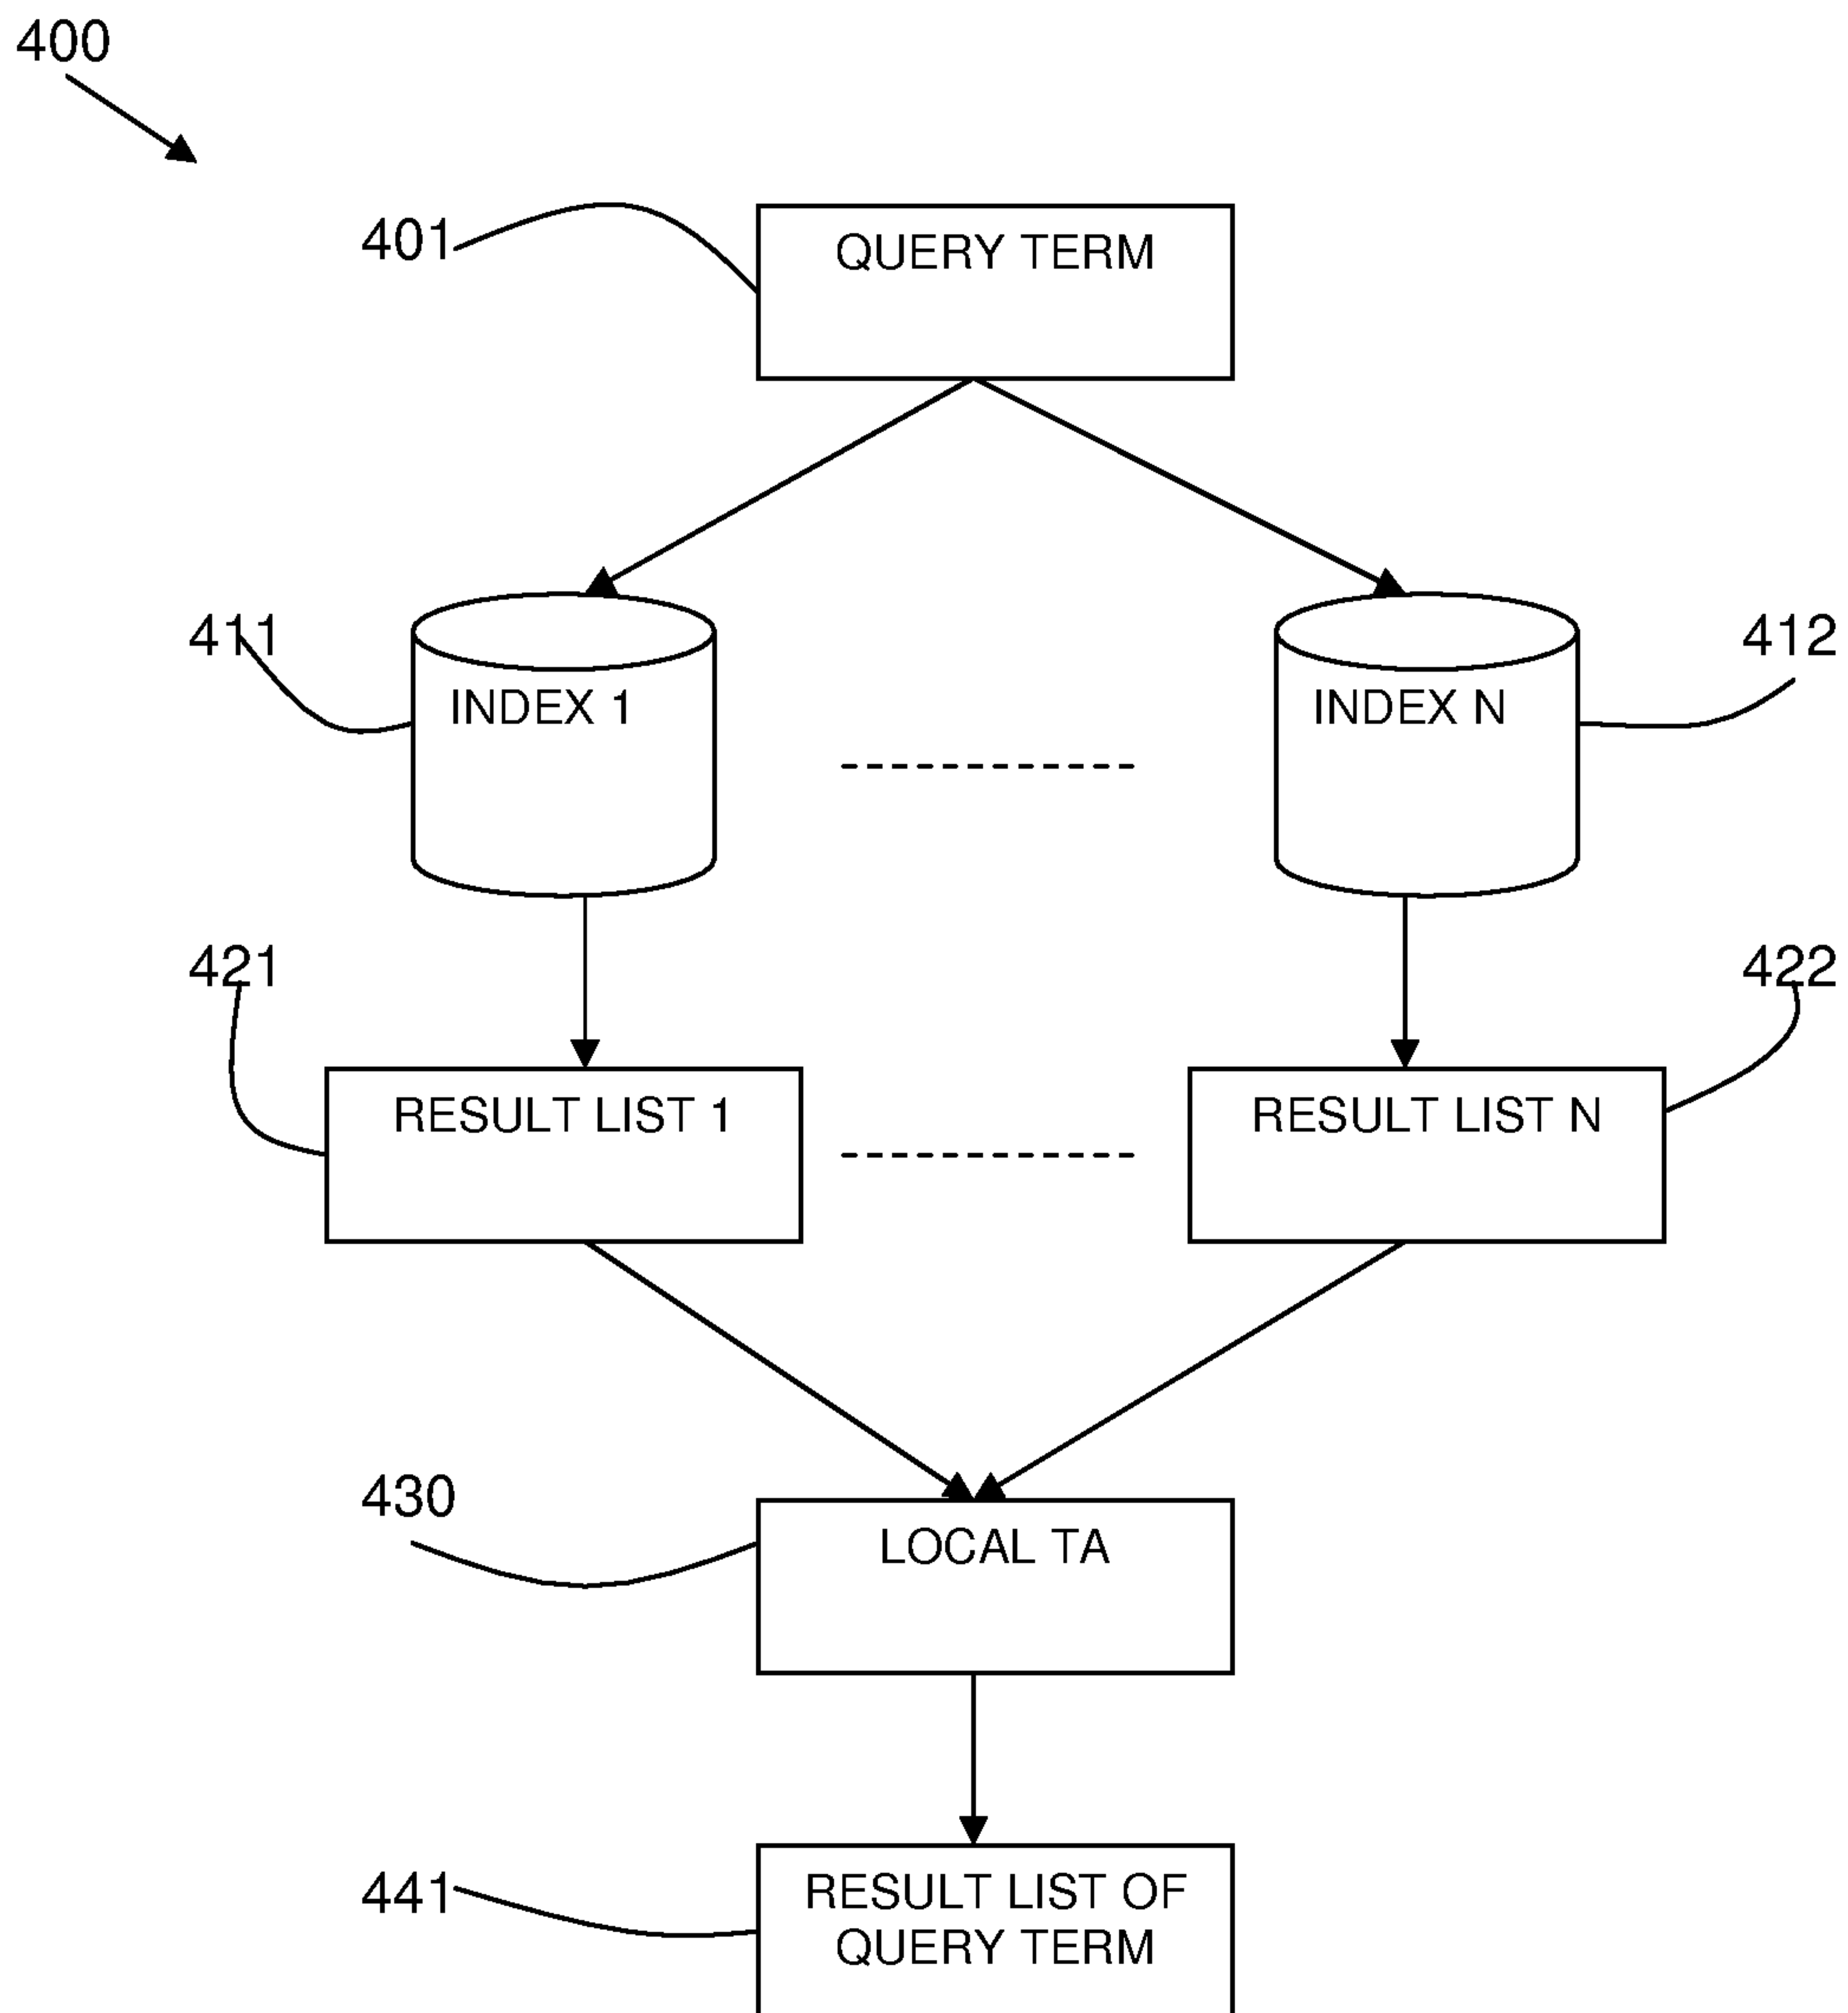 400
401
QUERY TERM
411
INDEX 1
INDEX N
412
421
RESULT LIST 1
RESULT LIST N
422
430
LOCAL TA
441
RESULT LIST OF
QUERY TERM